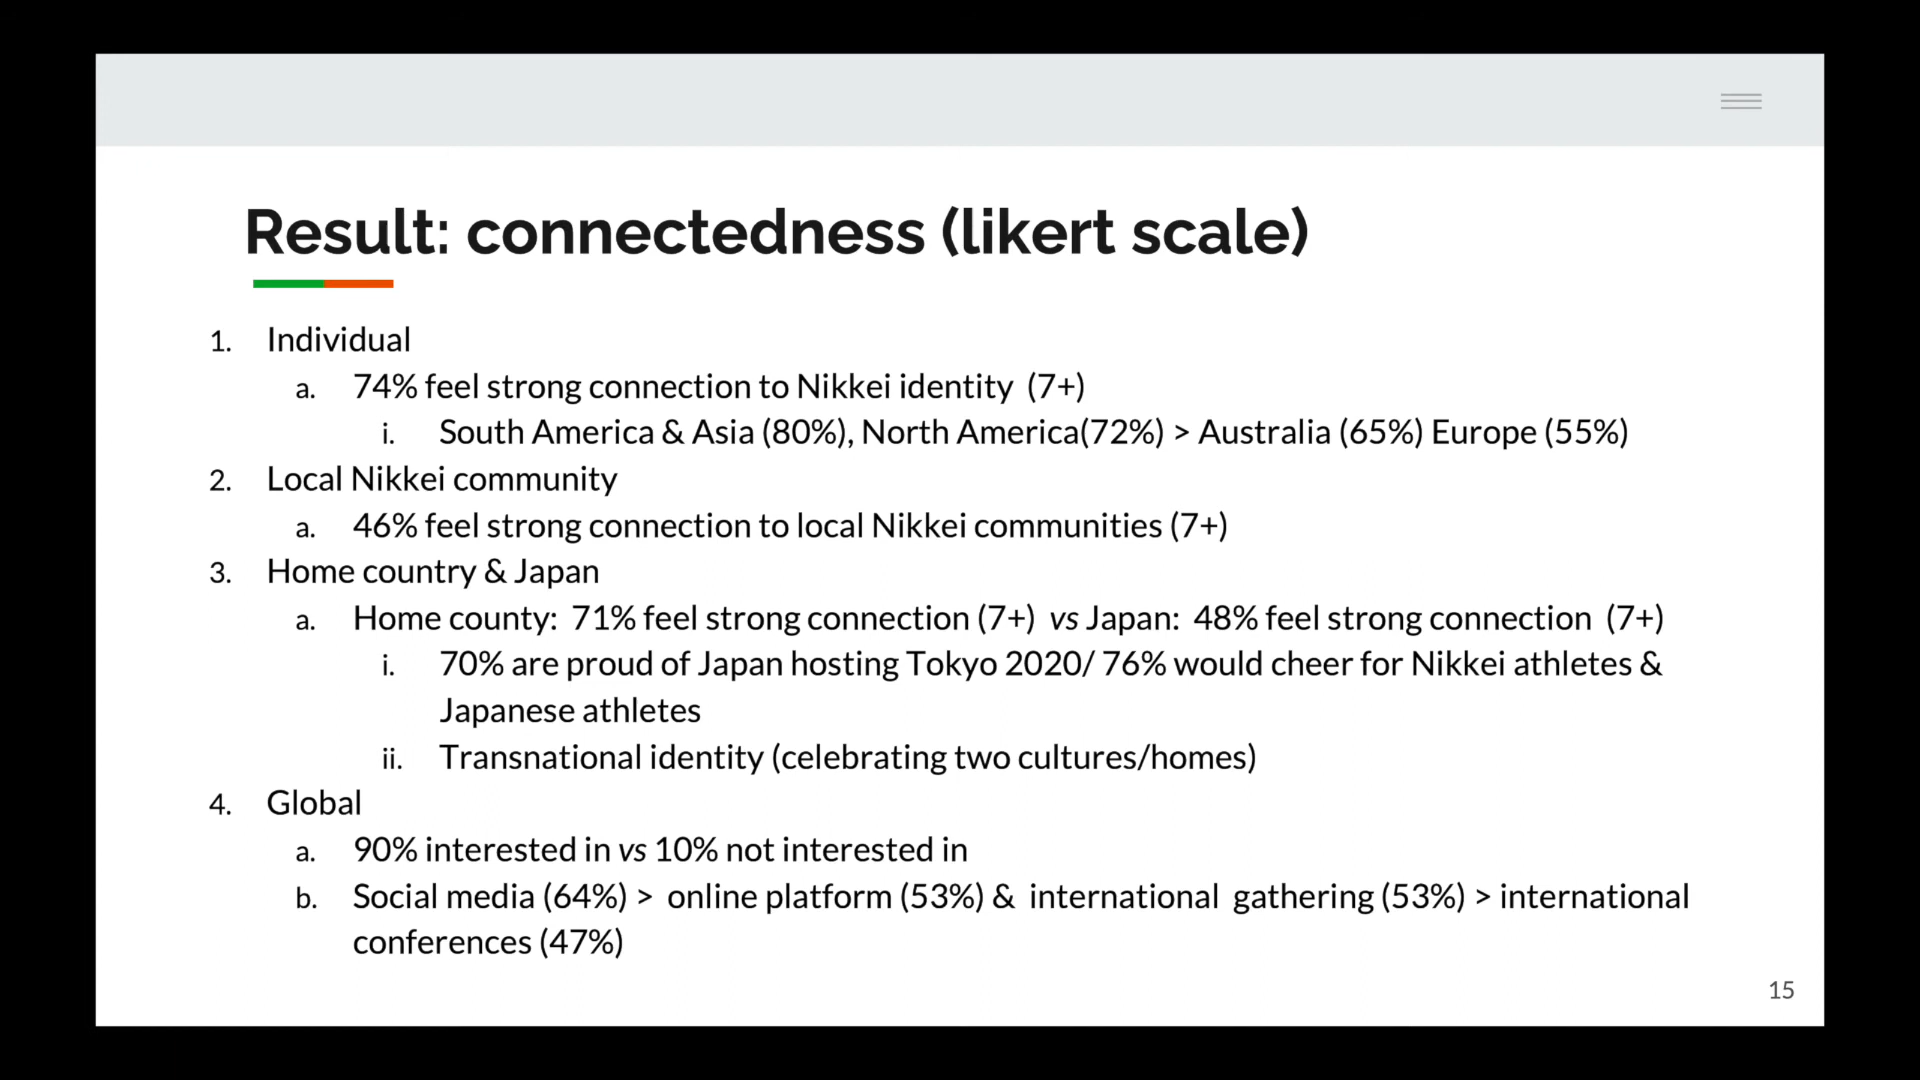 Result: connectedness (likert scale)
1. Individual
a. 74% feel strong connection to Nikkei identity (7+)
i. South America & Asia (80%), North America(72%) > Australia (65%) Europe (55%)
2. Local Nikkei community
a. 46% feel strong connection to local Nikkei communities (7+)
3. Home country & Japan
a. Home county: 71% feel strong connection (7+) vs Japan: 48% feel strong connection (7+)
i. 70% are proud of Japan hosting Tokyo 2020/ 76% would cheer for Nikkei athletes &
Japanese athletes
ii. Transnational identity (celebrating two cultures/homes)
4. Global
a. 90% interested in vs 10% not interested in
b. Social media (64%) > online platform (53%) & international gathering (53%) > international
conferences (47%)
15